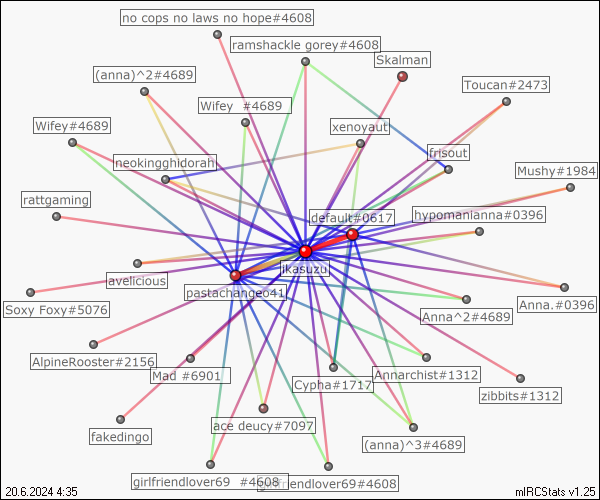 no cops no laws no hope#4608
ramshackle gorey#4608
Skalman
(anna)^2#4689
Toucan#2473
Wifey #4689
Wifey#4689
xenoyaut
frisout
neokingghidorah
Mushy#1984
rattgaming
default#0617
hypomanianna#0396
jkasuzu
avelicious
pastachangeo41
Soxy Foxy#5076
Anna.#0396
Anna^2#4689
AlpineRooster#2156
Mad #6901
Cypha#1717
Annarchist#1312
zibbits#1312
fakedingo
ace deucy#7097
(anna)^3#4689
girlfriendlover69 #4608
girlfriendlover69#4608
20.6.2024 4:35
mIRCStats v1.25